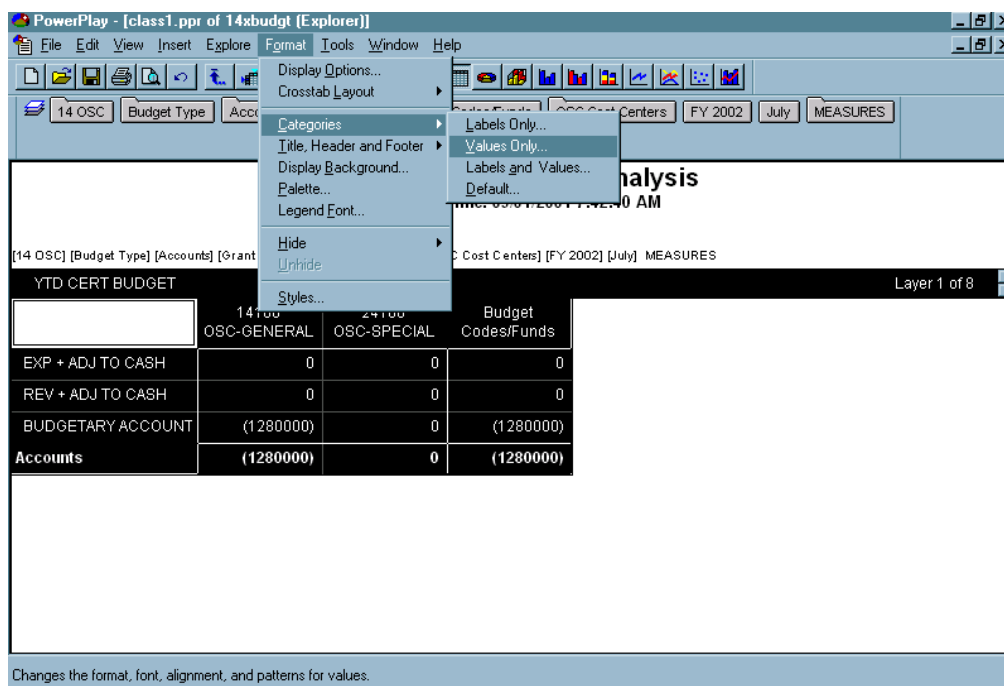 PowerPlay - [class1.ppr of 14xbudgt (Explorer)]
File Edit View Insert Explore Format Tools Window Help
14 OSC Budget Type Cost Centers FY 2002 July MEASURES
Display Options...
Crosstab Layout
Categories
Title, Header and Footer
Display Background...
Palette...
Legend Font...
Hide
Unhide
Styles...
Labels Only...
Values Only...
Labels and Values...
Default...
AM
[14 OSC] [Budget Type] [Accounts] [Grant Cost Centers] [FY 2002] [July] MEASURES
YTD CERT BUDGET Layer 1 of 8
Budget
OSC-GENERAL OSC-SPECIAL Codes/Funds
EXP + ADJ TO CASH 0 0 0
REV + ADJ TO CASH 0 0 0
BUDGETARY ACCOUNT (1280000) 0 (1280000)
Accounts (1280000) 0 (1280000)
Changes the format, font, alignment, and patterns for values.